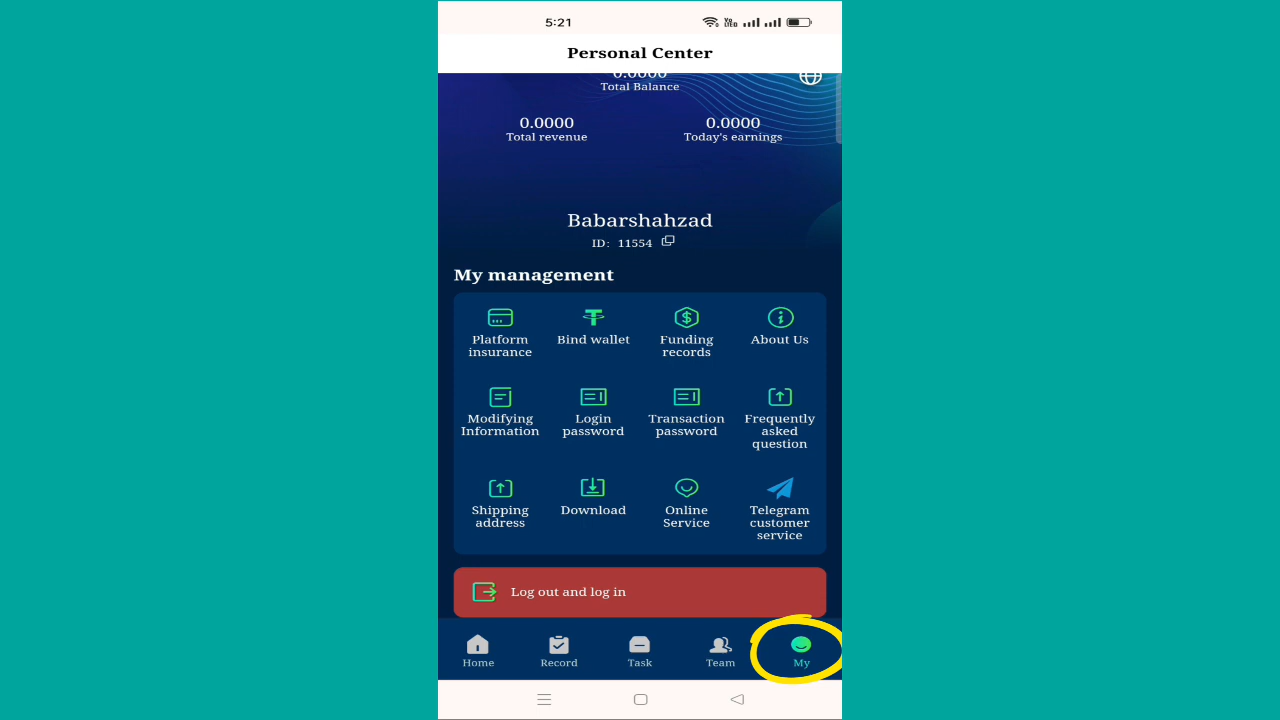 5:21
Personal Center
0.0000
Total Balance
0.0000 0.0000
Total revenue Today's earnings
Babarshahzad
ID: 11554
My management
Platform Bind wallet Funding About Us
insurance records
Modifying Login Transaction Frequently
Information password password asked
question
Shipping Download Online Telegram
address Service customer
service
Log out and log in
Home Record Task Team My